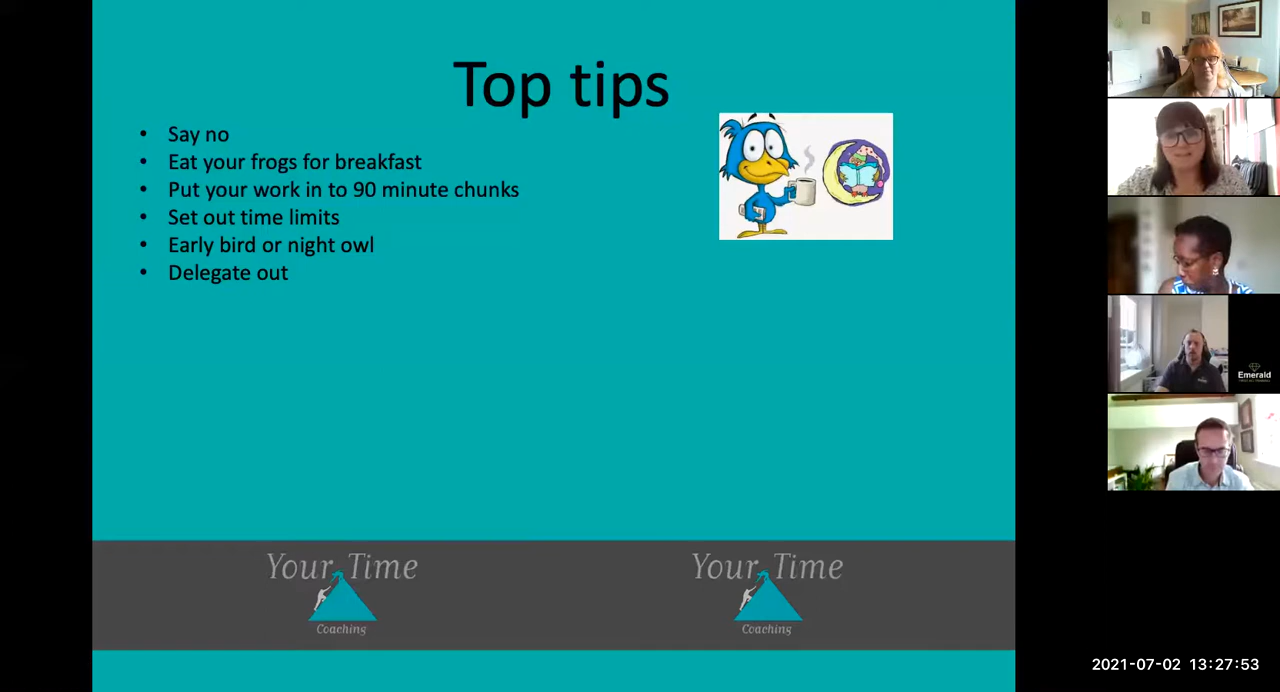 Top tips
• Say no
• Eat your frogs for breakfast
• Put your work in to 90 minute chunks
• Set out time limits
• Early bird or night owl
• Delegate out
Your Time
Coaching
Your Time
Coaching
Emerald
2021-07-02 13:27:53